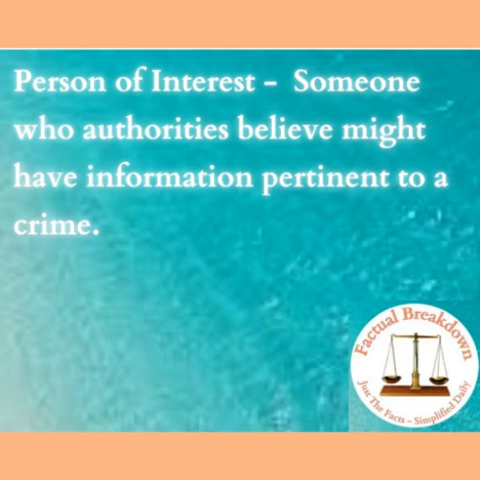 Person of Interest - Someone
who authorities believe might
have information pertinent to a
crime.
Factual Breakdown
Just The Facts - Simplified Daily